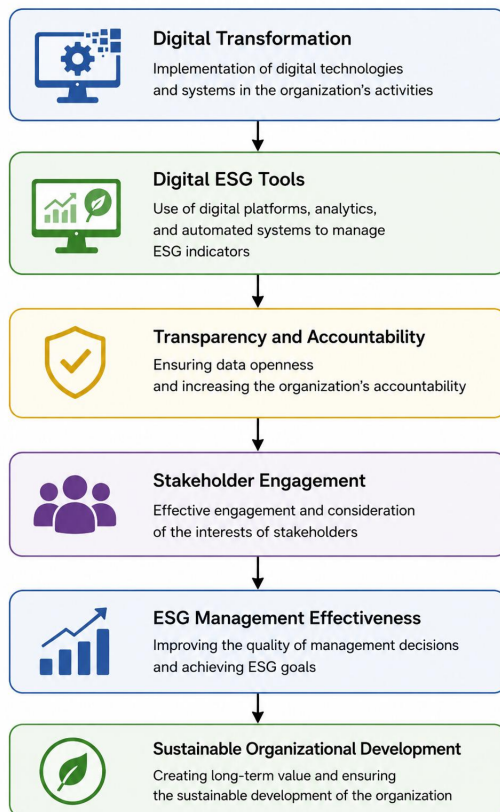 Digital Transformation
Implementation of digital technologies
and systems in the organization's activities
Digital ESG Tools
Use of digital platforms, analytics,
and automated systems to manage
ESG indicators
Transparency and Accountability
Ensuring data openness
and increasing the organization's accountability
Stakeholder Engagement
Effective engagement and consideration
of the interests of stakeholders
ESG Management Effectiveness
Improving the quality of management decisions
and achieving ESG goals
Sustainable Organizational Development
Creating long-term value and ensuring
the sustainable development of the organization